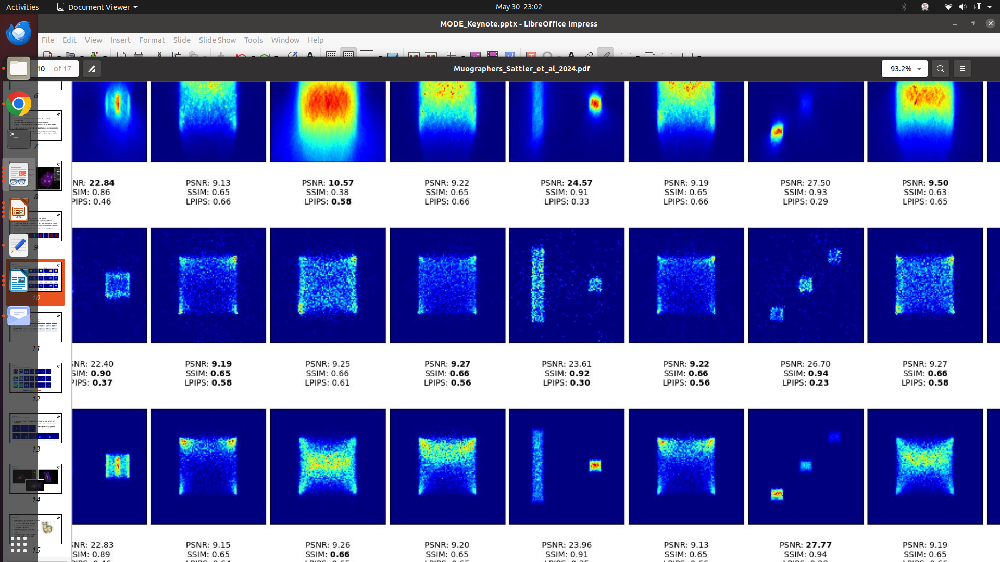 Activities
Document Viewer
May 30 23:02
MODE_Keynote.pptx - LibreOffice Impress
File Edit View Insert Format Slide Slide Show Tools Window Help
10 of 17
Muographers_Sattler_et_al_2024.pdf
93.2%
6
7
8
9
10
11
12
13
14
15
NR: 22.84 PSNR: 9.13 PSNR: 10.57 PSNR: 9.22 PSNR: 24.57 PSNR: 9.19 PSNR: 27.50 PSNR: 9.50
SIM: 0.86 SSIM: 0.65 SSIM: 0.38 SSIM: 0.65 SSIM: 0.91 SSIM: 0.65 SSIM: 0.93 SSIM: 0.63
PIPS: 0.46 LPIPS: 0.66 LPIPS: 0.58 LPIPS: 0.66 LPIPS: 0.33 LPIPS: 0.66 LPIPS: 0.29 LPIPS: 0.65
SNR: 22.40 PSNR: 9.19 PSNR: 9.25 PSNR: 9.27 PSNR: 23.61 PSNR: 9.22 PSNR: 26.70 PSNR: 9.27
SIM: 0.90 SSIM: 0.65 SSIM: 0.66 SSIM: 0.66 SSIM: 0.92 SSIM: 0.66 SSIM: 0.94 SSIM: 0.66
PIPS: 0.37 LPIPS: 0.58 LPIPS: 0.61 LPIPS: 0.56 LPIPS: 0.30 LPIPS: 0.56 LPIPS: 0.23 LPIPS: 0.58
SNR: 22.83 PSNR: 9.15 PSNR: 9.26 PSNR: 9.20 PSNR: 23.96 PSNR: 9.13 PSNR: 27.77 PSNR: 9.19
SIM: 0.89 SSIM: 0.65 SSIM: 0.66 SSIM: 0.65 SSIM: 0.91 SSIM: 0.65 SSIM: 0.94 SSIM: 0.65